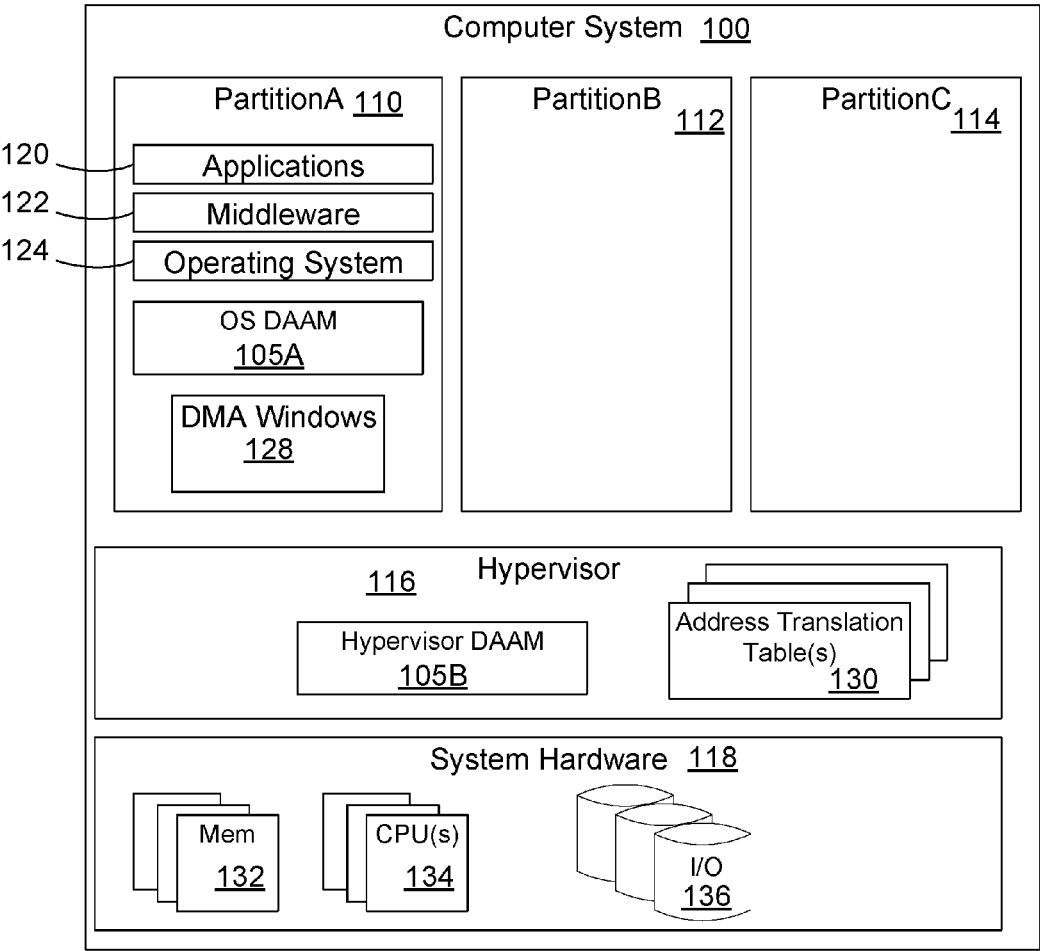 Computer System 100
PartitionA 110
PartitionB
112
PartitionC
114
120
Applications
122
Middleware
124
Operating System
OS DAAM
105A
DMA Windows
128
Hypervisor
116
Hypervisor DAAM
105B
Address Translation
Table(s)
130
System Hardware 118
Mem
132
CPU(s)
134
I/O
136